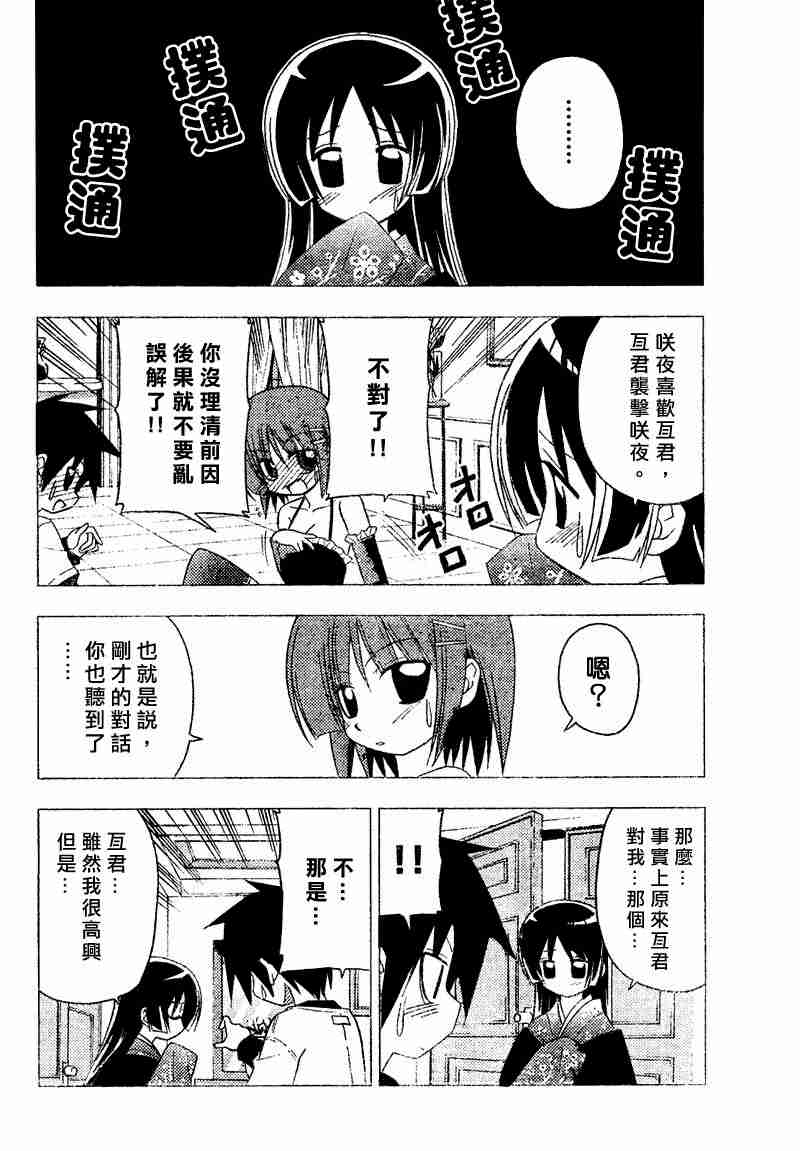 ……
撲通
撲通
撲通
撲通
咲夜喜歡亙君，
亙君襲擊咲夜。
オロ
オロ
不對了!!
你沒理清前因
後果就不要亂
誤解了!!
嗯？
也就是説，
剛才的對話
你也聽到了
……
那麼…
事實上原來亙君
對我…那個…
!!
不…
那是…
亙君…
雖然我很高興
但是…